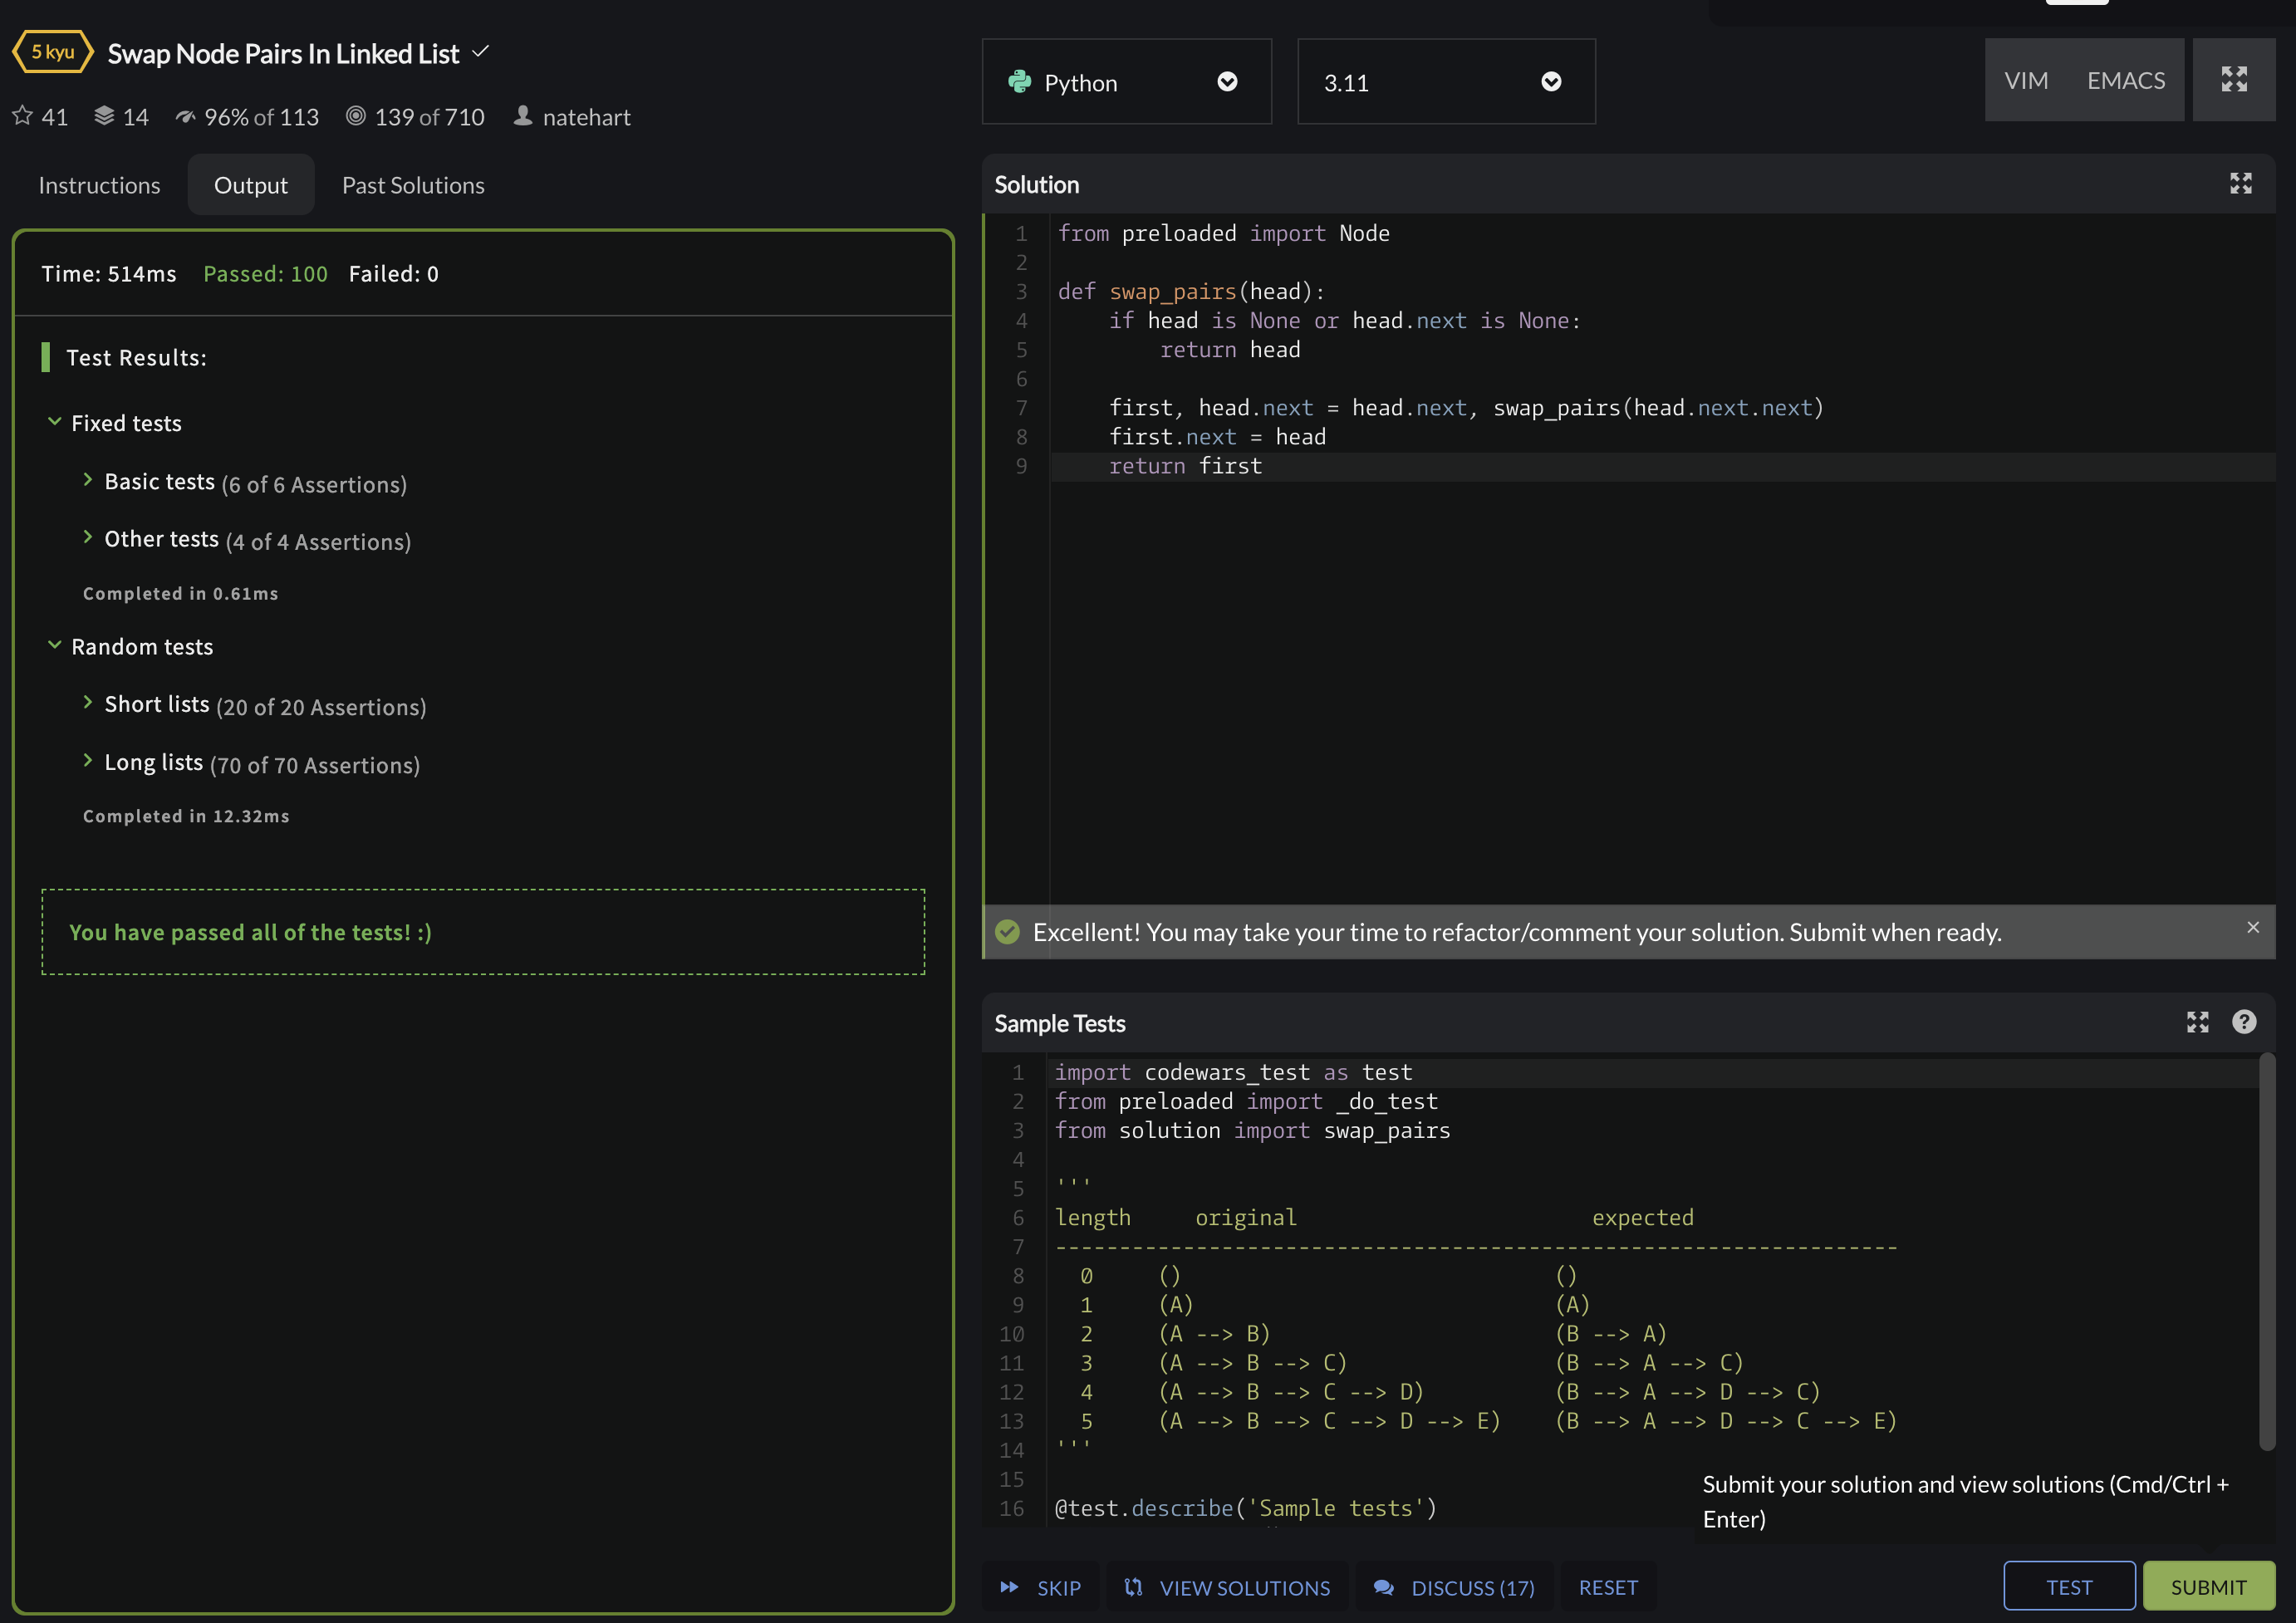 5 kyu Swap Node Pairs In Linked List
41 14 96% of 113 139 of 710 natehart
Instructions Output Past Solutions
Time: 514ms Passed: 100 Failed: 0
Test Results:
Fixed tests
Basic tests (6 of 6 Assertions)
Other tests (4 of 4 Assertions)
Completed in 0.61ms
Random tests
Short lists (20 of 20 Assertions)
Long lists (70 of 70 Assertions)
Completed in 12.32ms
You have passed all of the tests! :)
Python 3.11 VIM EMACS
Solution
1 from preloaded import Node
2
3 def swap_pairs(head):
4     if head is None or head.next is None:
5         return head
6
7     first, head.next = head.next, swap_pairs(head.next.next)
8     first.next = head
9     return first
Excellent! You may take your time to refactor/comment your solution. Submit when ready. ×
Sample Tests ?
1 import codewars_test as test
2 from preloaded import _do_test
3 from solution import swap_pairs
4
5 '''
6 length     original                       expected
7 ------------------------------------------------------------------
8   0     ()                             ()
9   1     (A)                            (A)
10   2     (A --> B)                      (B --> A)
11   3     (A --> B --> C)                (B --> A --> C)
12   4     (A --> B --> C --> D)          (B --> A --> D --> C)
13   5     (A --> B --> C --> D --> E)    (B --> A --> D --> C --> E)
14 '''
15
16 @test.describe('Sample tests')
Submit your solution and view solutions (Cmd/Ctrl +
Enter)
SKIP VIEW SOLUTIONS DISCUSS (17) RESET TEST SUBMIT